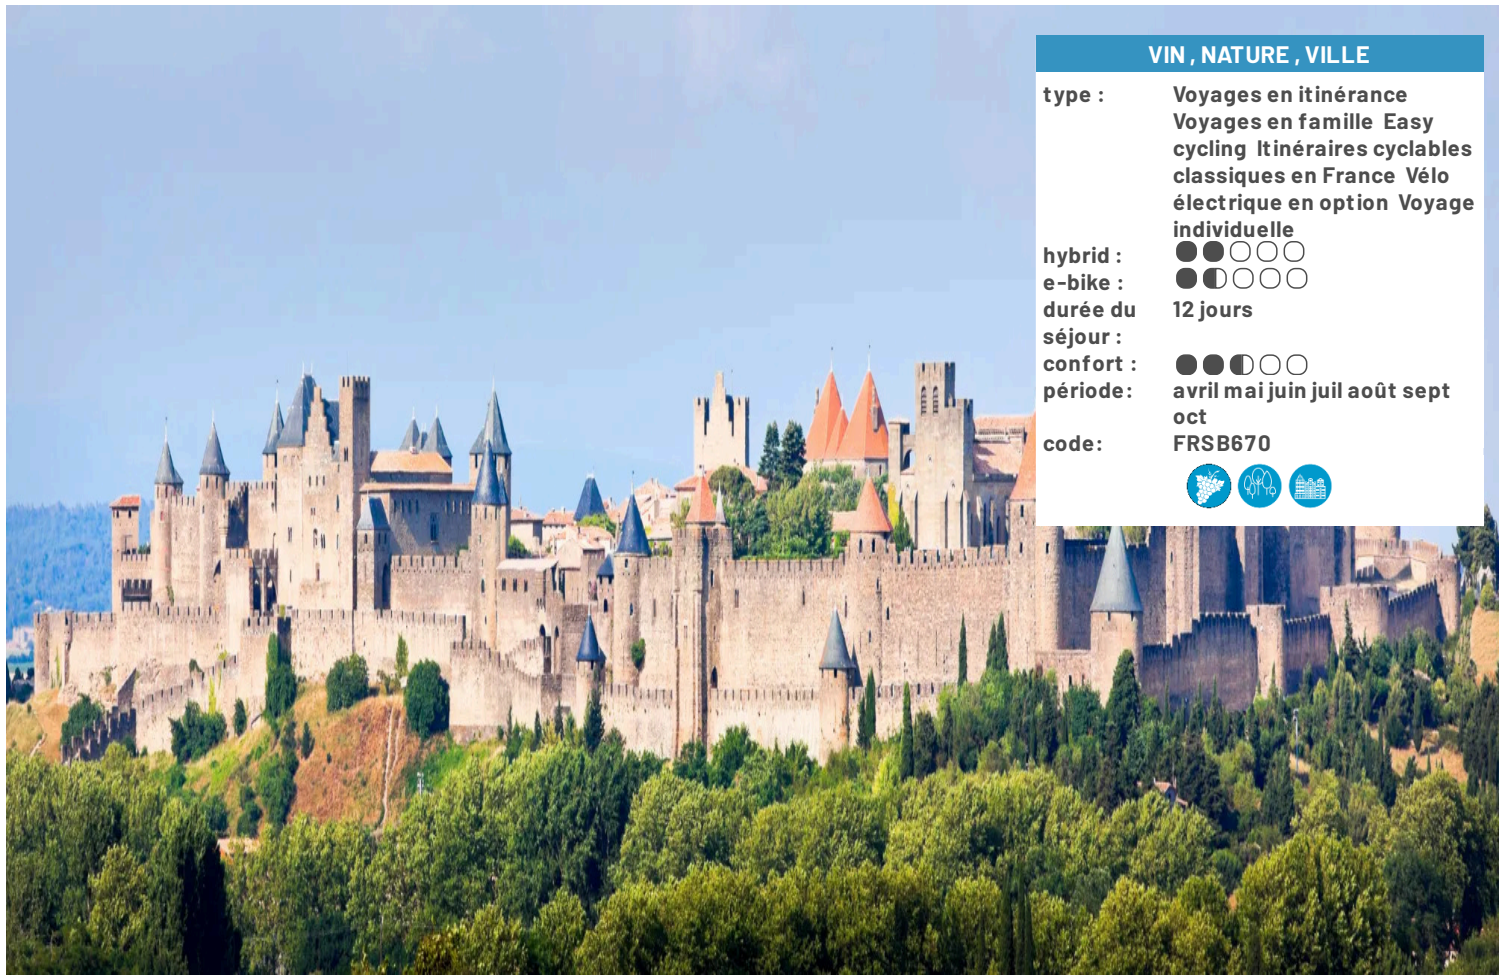 VIN , NATURE , VILLE
type : Voyages en itinérance
Voyages en famille Easy
cycling Itinéraires cyclables
classiques en France Vélo
électrique en option Voyage
individuelle
hybrid :
e-bike :
durée du 12 jours
séjour :
confort :
période: avril mai juin juil août sept
oct
code: FRSB670